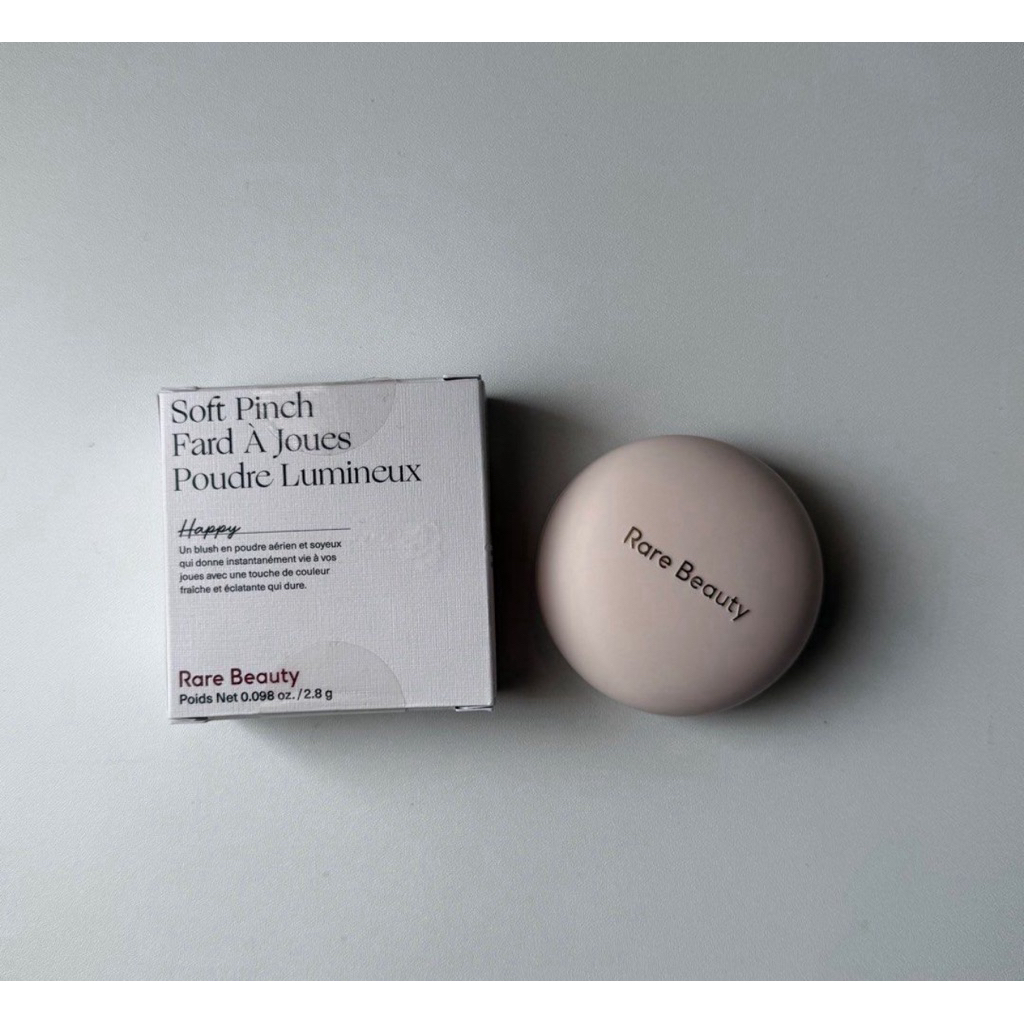 Soft Pinch
Fard À Joues
Poudre Lumineux
Happy
Un blush en poudre aérien et soyeux
qui donne instantanément vie à vos
joues avec une touche de couleur
fraîche et éclatante qui dure.
Rare Beauty
Poids Net 0.098 oz./2.8 g
Rare Beauty